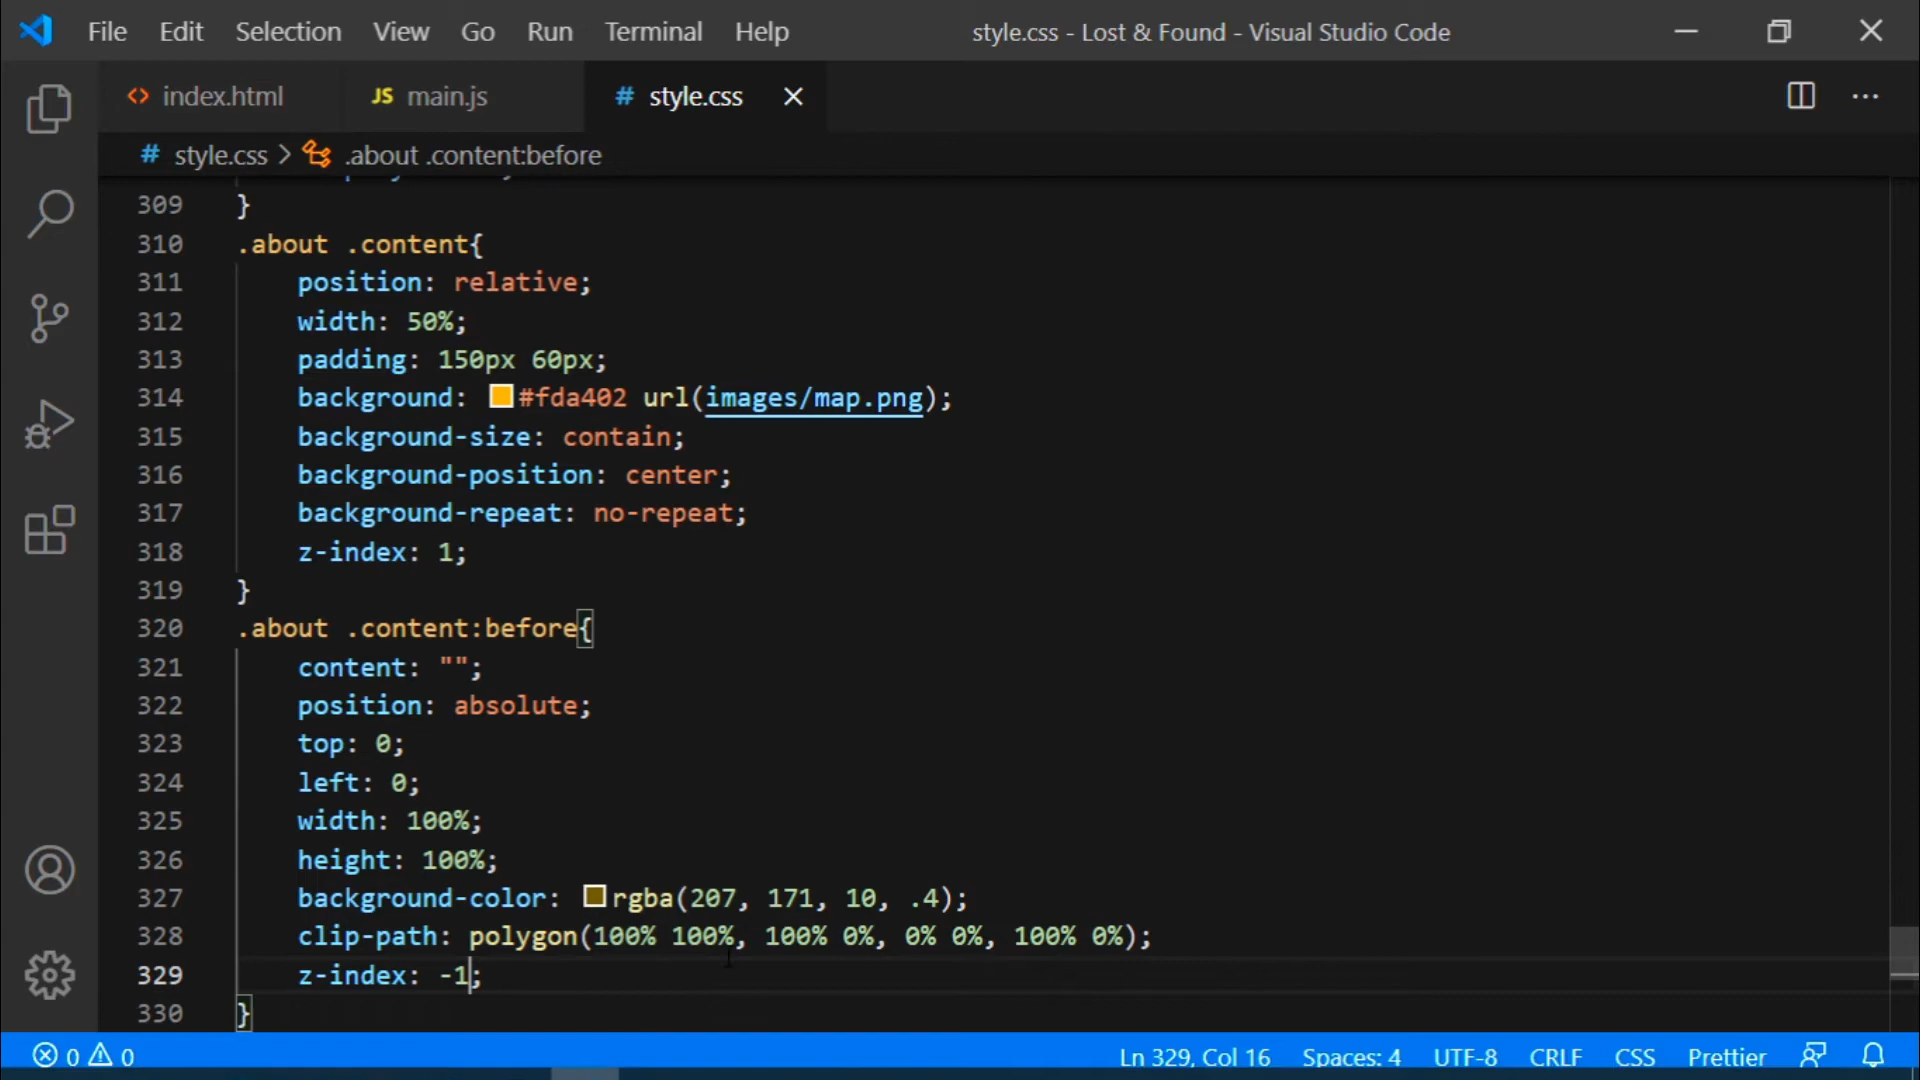 File Edit Selection View Go Run Terminal Help style.css - Lost & Found - Visual Studio Code
<> index.html JS main.js # style.css
# style.css > .about .content:before
309 }
310 .about .content{
311 position: relative;
312 width: 50%;
313 padding: 150px 60px;
314 background: #fda402 url(images/map.png);
315 background-size: contain;
316 background-position: center;
317 background-repeat: no-repeat;
318 z-index: 1;
319 }
320 .about .content:before{
321 content: "";
322 position: absolute;
323 top: 0;
324 left: 0;
325 width: 100%;
326 height: 100%;
327 background-color: rgba(207, 171, 10, .4);
328 clip-path: polygon(100% 100%, 100% 0%, 0% 0%, 100% 0%);
329 z-index: -1;
330 }
0 0 Ln 329, Col 16 Spaces: 4 UTF-8 CRLF CSS Prettier